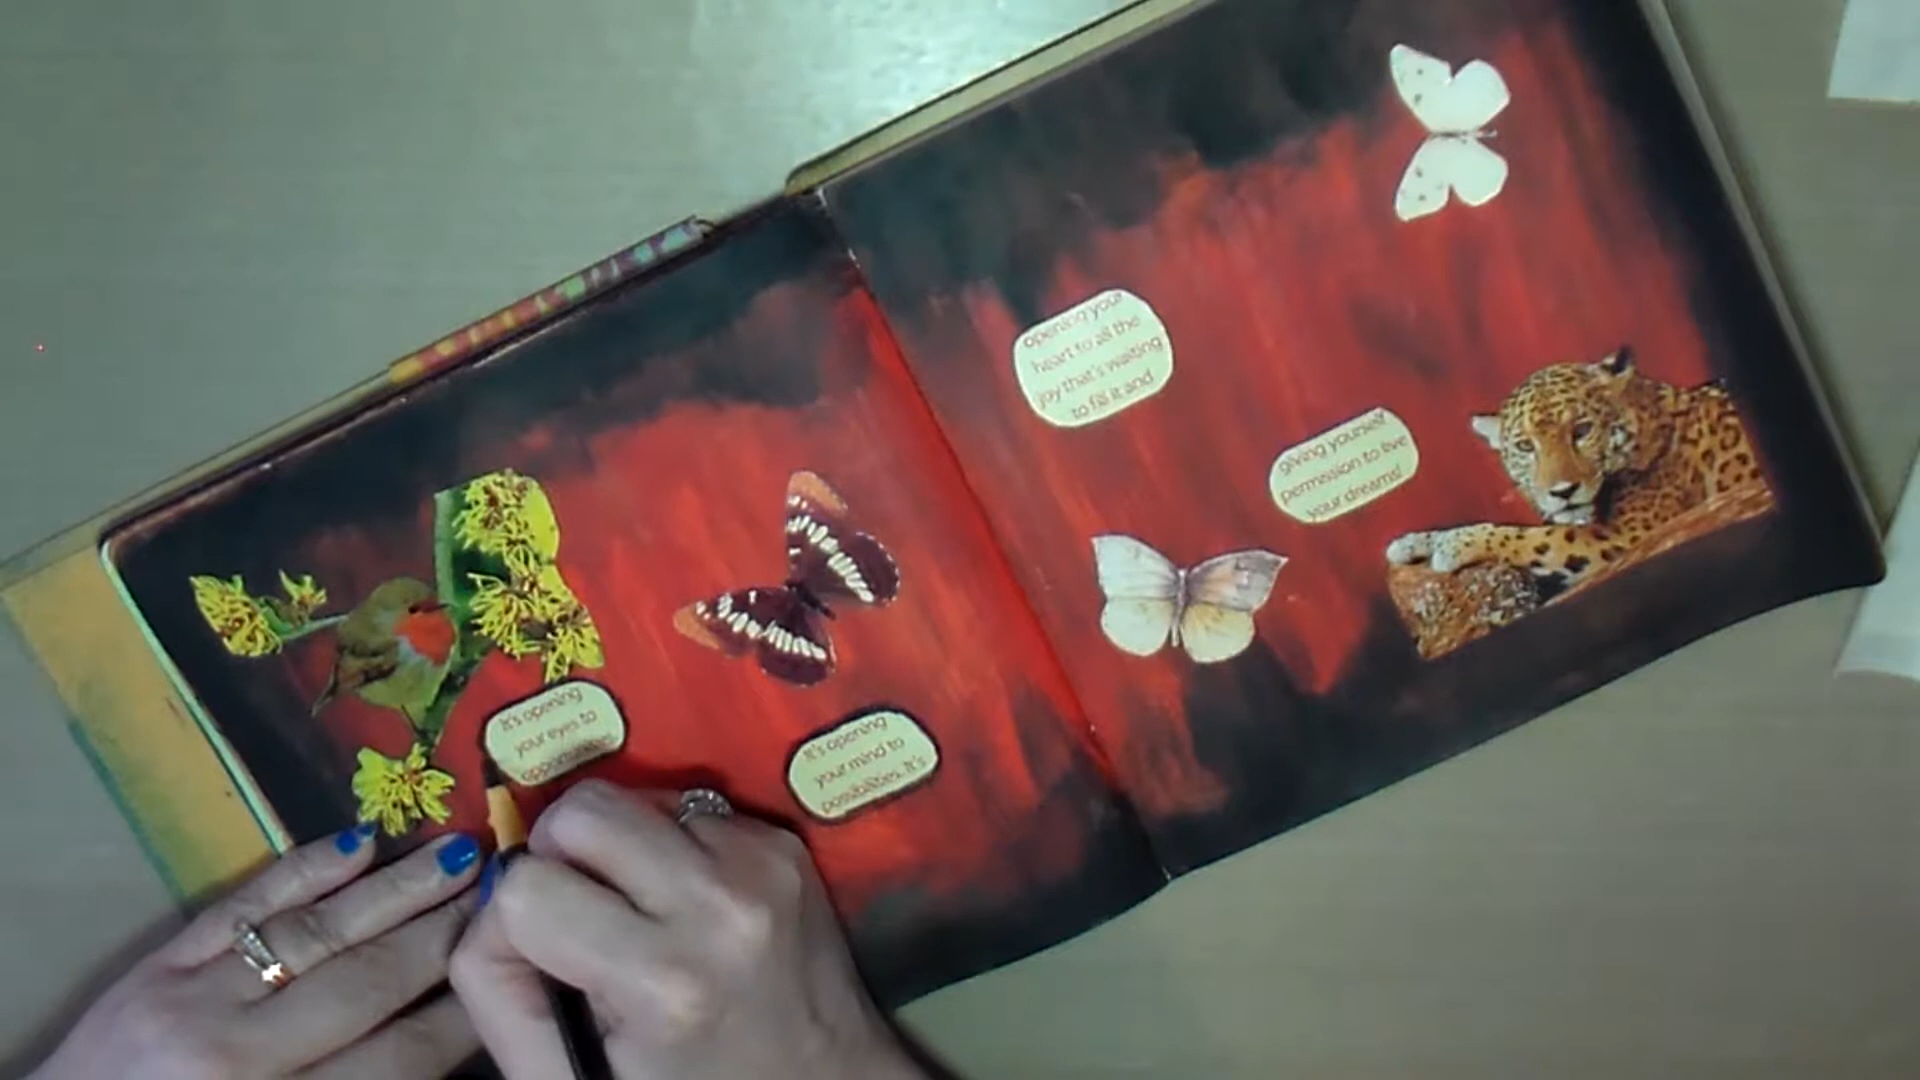 It's opening
your eyes to
opportunities.
It's opening
your mind to
possibilities. It's
opening your
heart to all the
joy that's waiting
to fill it and
giving yourself
permission to live
your dreams!